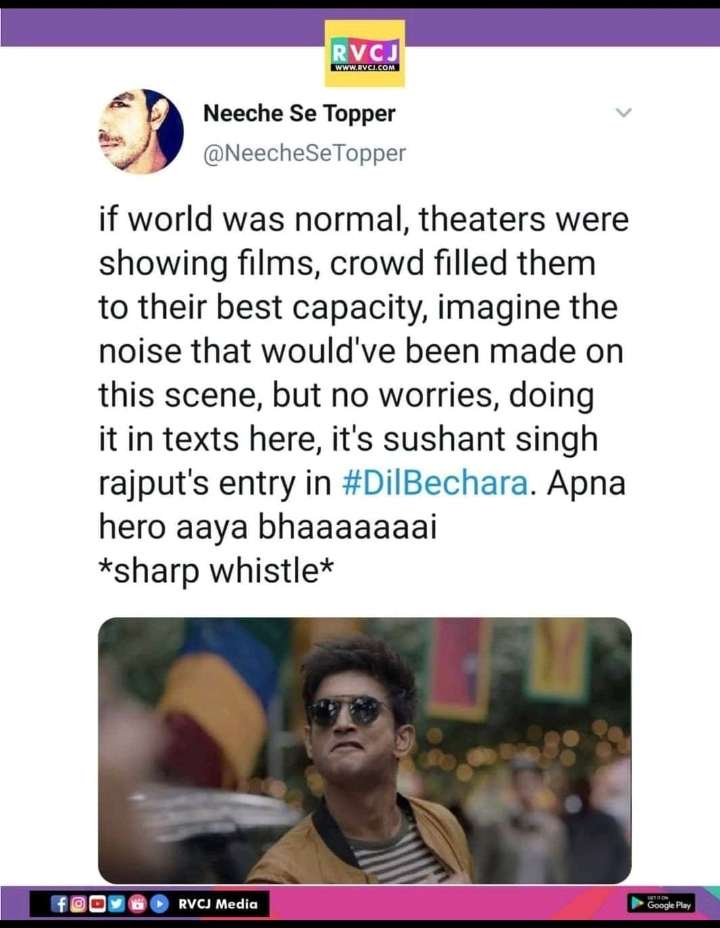 RVCJ
WWW.RVCJ.COM
Neeche Se Topper
@NeecheSeTopper
if world was normal, theaters were
showing films, crowd filled them
to their best capacity, imagine the
noise that would've been made on
this scene, but no worries, doing
it in texts here, it's sushant singh
rajput's entry in #DilBechara. Apna
hero aaya bhaaaaaaai
*sharp whistle*
RVCJ Media
GET IT ON
Google Play